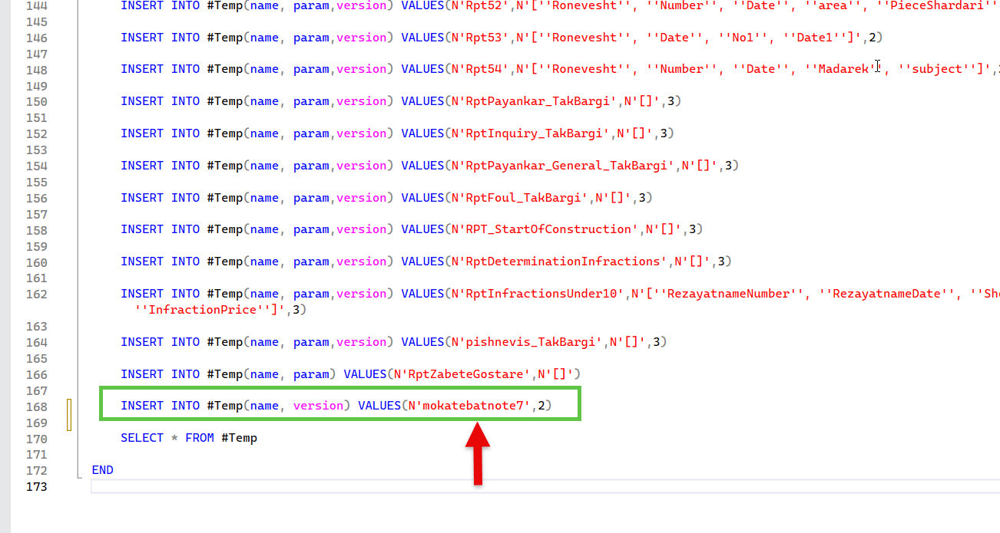 144 INSERT INTO #Temp(name, param,version) VALUES(N'Rpt52',N'[''Ronevesht'', ''Number'', ''Date'', ''area'', ''PieceShardari''
145
146 INSERT INTO #Temp(name, param,version) VALUES(N'Rpt53',N'[''Ronevesht'', ''Date'', ''No1'', ''Date1'']',2)
147
148 INSERT INTO #Temp(name, param,version) VALUES(N'Rpt54',N'[''Ronevesht'', ''Number'', ''Date'', ''Madarek'', ''subject'']',
149
150 INSERT INTO #Temp(name, param,version) VALUES(N'RptPayankar_TakBargi',N'[]',3)
151
152 INSERT INTO #Temp(name, param,version) VALUES(N'RptInquiry_TakBargi',N'[]',3)
153
154 INSERT INTO #Temp(name, param,version) VALUES(N'RptPayankar_General_TakBargi',N'[]',3)
155
156 INSERT INTO #Temp(name, param,version) VALUES(N'RptFoul_TakBargi',N'[]',3)
157
158 INSERT INTO #Temp(name, param,version) VALUES(N'RPT_StartOfConstruction',N'[]',3)
159
160 INSERT INTO #Temp(name, param,version) VALUES(N'RptDeterminationInfractions',N'[]',3)
161
162 INSERT INTO #Temp(name, param,version) VALUES(N'RptInfractionsUnder10',N'[''RezayatnameNumber'', ''RezayatnameDate'',
''InfractionPrice'']',3)
163
164 INSERT INTO #Temp(name, param,version) VALUES(N'pishnevis_TakBargi',N'[]',3)
165
166 INSERT INTO #Temp(name, param) VALUES(N'RptZabeteGostare',N'[]')
167
168 INSERT INTO #Temp(name, version) VALUES(N'mokatebatnote7',2)
169
170 SELECT * FROM #Temp
171
172 END
173